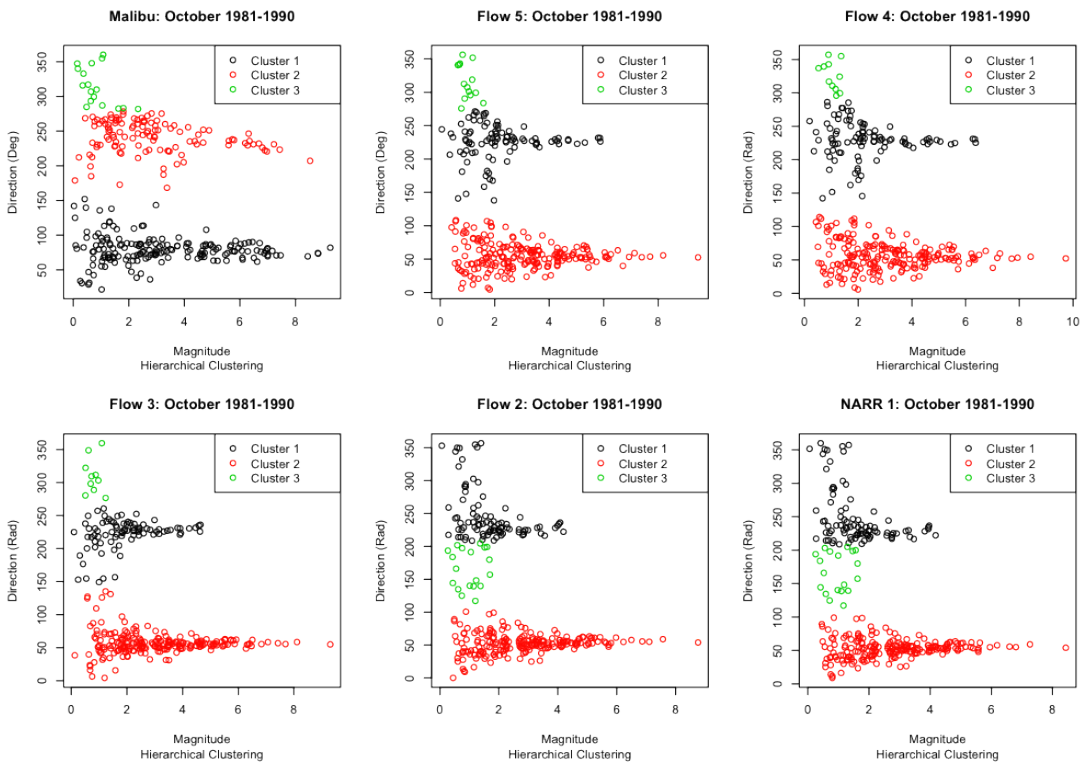 Malibu: October 1981-1990
Direction (Deg)
50 100 150 200 250 300 350
Cluster 1
Cluster 2
Cluster 3
0 2 4 6 8
Magnitude
Hierarchical Clustering
Flow 5: October 1981-1990
Direction (Deg)
0 50 100 150 200 250 300 350
Cluster 1
Cluster 2
Cluster 3
0 2 4 6 8
Magnitude
Hierarchical Clustering
Flow 4: October 1981-1990
Direction (Rad)
0 50 100 150 200 250 300 350
Cluster 1
Cluster 2
Cluster 3
0 2 4 6 8 10
Magnitude
Hierarchical Clustering
Flow 3: October 1981-1990
Direction (Rad)
0 50 100 150 200 250 300 350
Cluster 1
Cluster 2
Cluster 3
0 2 4 6 8
Magnitude
Hierarchical Clustering
Flow 2: October 1981-1990
Direction (Rad)
0 50 100 150 200 250 300 350
Cluster 1
Cluster 2
Cluster 3
0 2 4 6 8
Magnitude
Hierarchical Clustering
NARR 1: October 1981-1990
Direction (Rad)
0 50 100 150 200 250 300 350
Cluster 1
Cluster 2
Cluster 3
0 2 4 6 8
Magnitude
Hierarchical Clustering